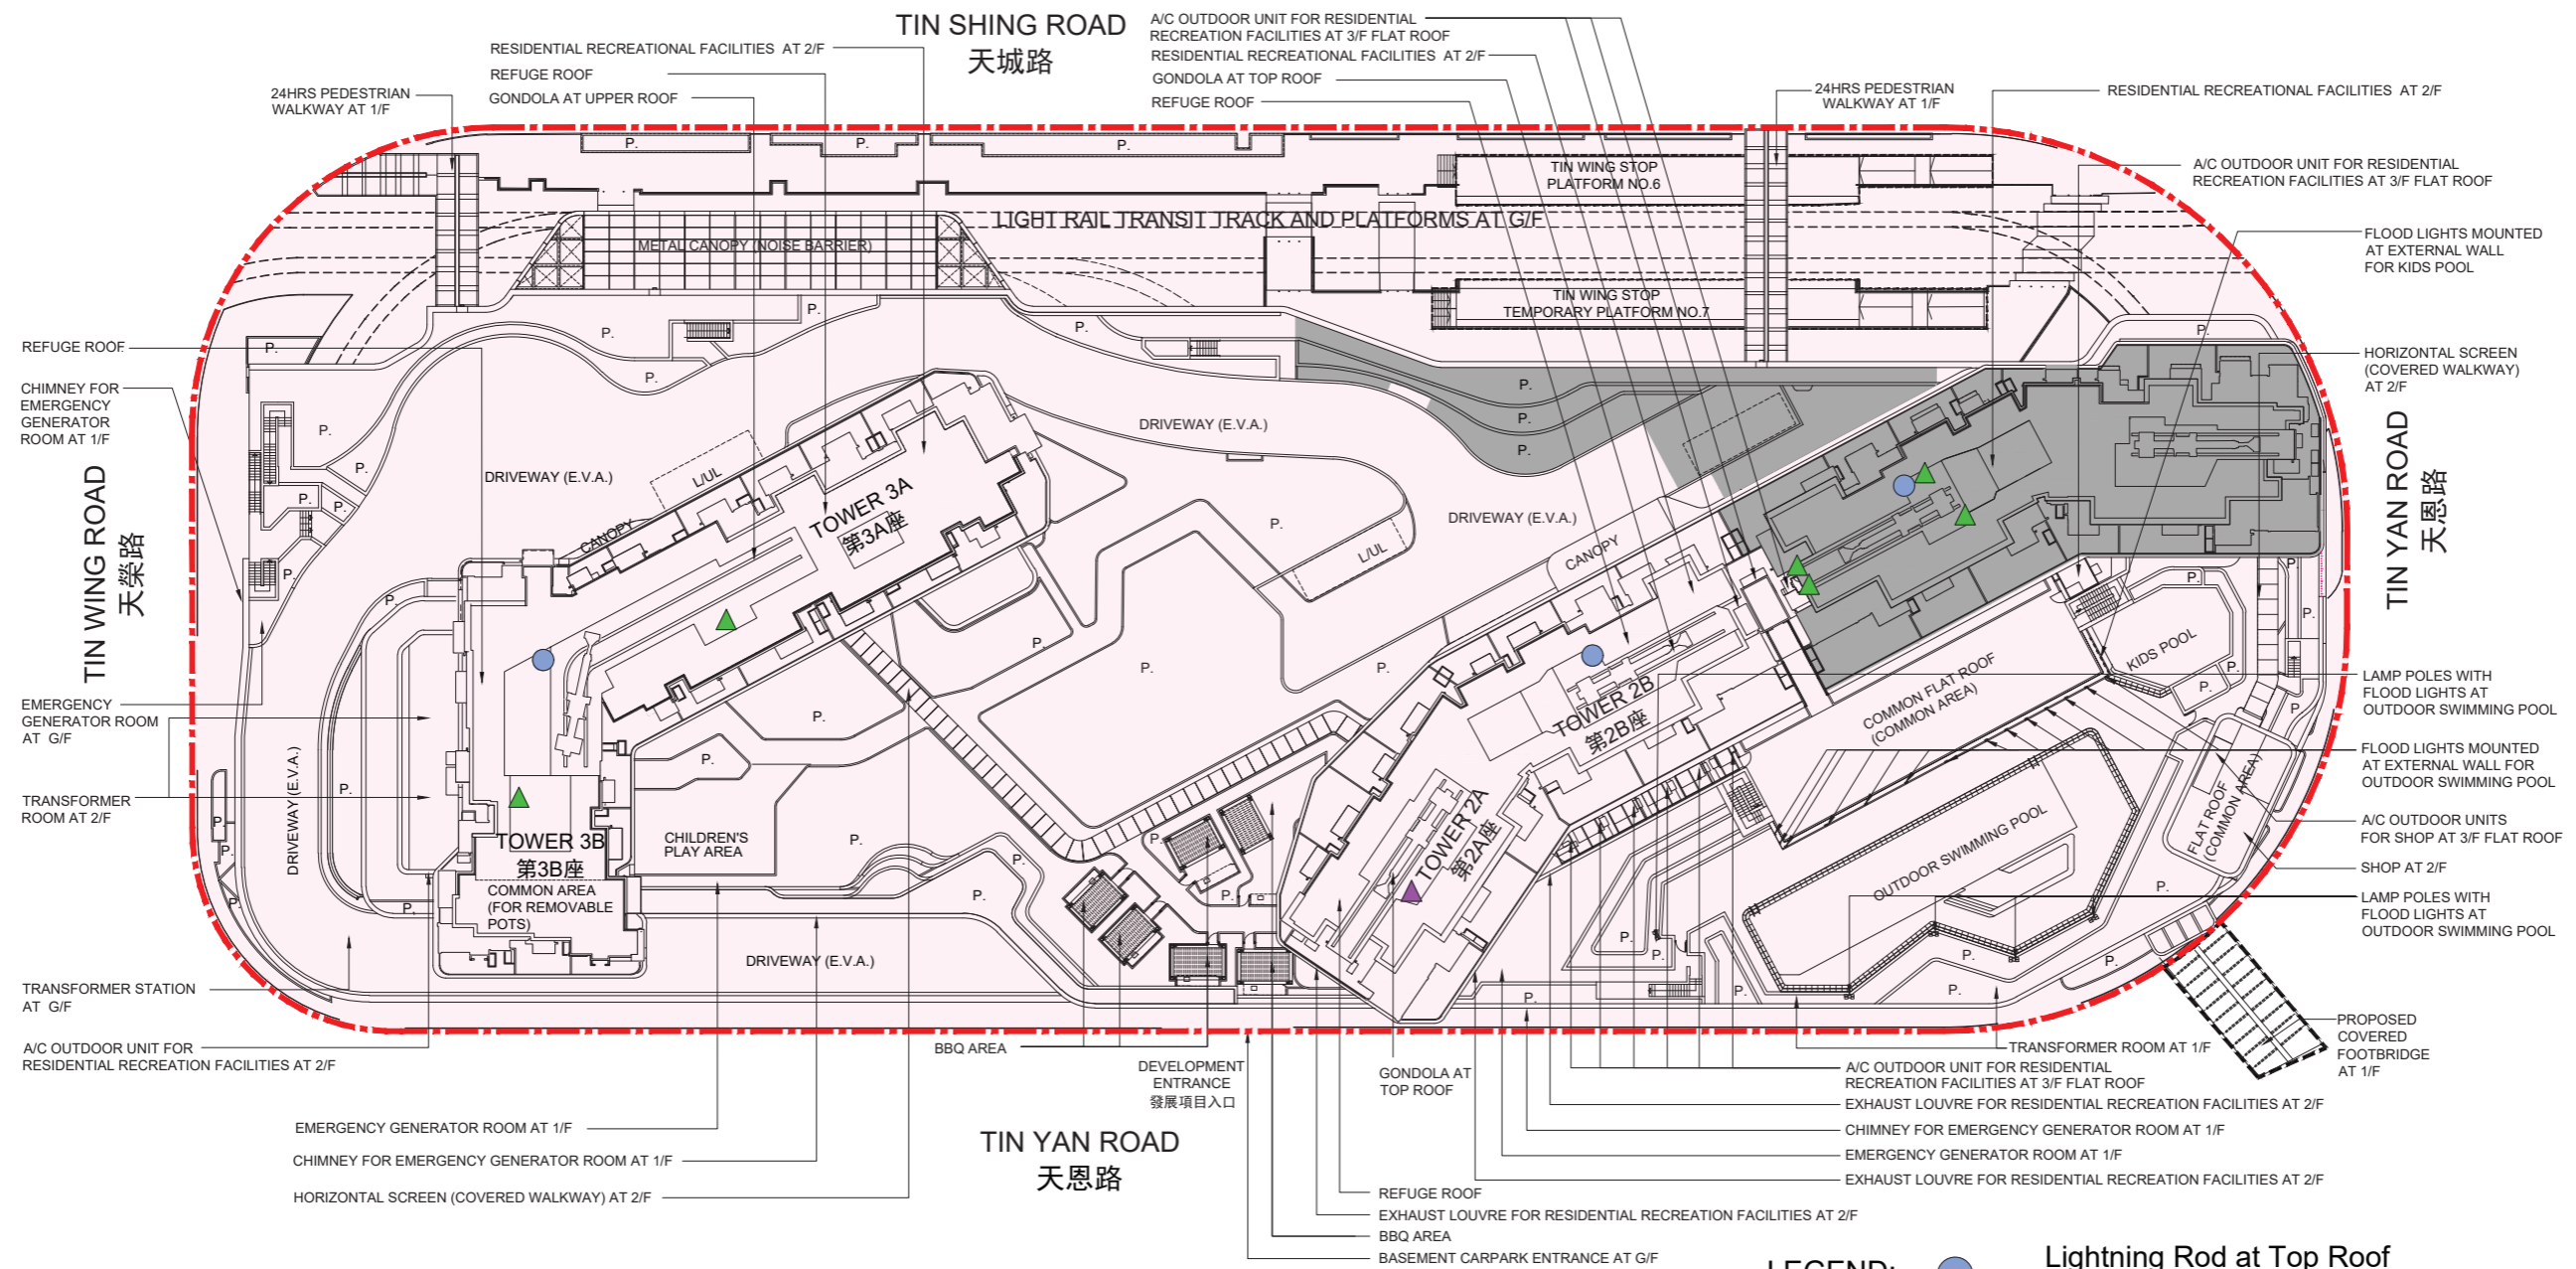 TIN SHING ROAD
天城路
A/C OUTDOOR UNIT FOR RESIDENTIAL
RECREATION FACILITIES AT 3/F FLAT ROOF
RESIDENTIAL RECREATIONAL FACILITIES AT 2/F
GONDOLA AT TOP ROOF
REFUGE ROOF
RESIDENTIAL RECREATIONAL FACILITIES AT 2/F
REFUGE ROOF
GONDOLA AT UPPER ROOF
24HRS PEDESTRIAN
WALKWAY AT 1/F
24HRS PEDESTRIAN
WALKWAY AT 1/F
RESIDENTIAL RECREATIONAL FACILITIES AT 2/F
A/C OUTDOOR UNIT FOR RESIDENTIAL
RECREATION FACILITIES AT 3/F FLAT ROOF
FLOOD LIGHTS MOUNTED
AT EXTERNAL WALL
FOR KIDS POOL
HORIZONTAL SCREEN
(COVERED WALKWAY)
AT 2/F
TIN YAN ROAD
天恩路
LAMP POLES WITH
FLOOD LIGHTS AT
OUTDOOR SWIMMING POOL
FLOOD LIGHTS MOUNTED
AT EXTERNAL WALL FOR
OUTDOOR SWIMMING POOL
A/C OUTDOOR UNITS
FOR SHOP AT 3/F FLAT ROOF
SHOP AT 2/F
LAMP POLES WITH
FLOOD LIGHTS AT
OUTDOOR SWIMMING POOL
PROPOSED
COVERED
FOOTBRIDGE
AT 1/F
REFUGE ROOF
CHIMNEY FOR
EMERGENCY
GENERATOR
ROOM AT 1/F
TIN WING ROAD
天榮路
EMERGENCY
GENERATOR ROOM
AT G/F
TRANSFORMER
ROOM AT 2/F
TRANSFORMER STATION
AT G/F
A/C OUTDOOR UNIT FOR
RESIDENTIAL RECREATION FACILITIES AT 2/F
P.
P.
P.
TIN WING STOP
PLATFORM NO.6
LIGHT RAIL TRANSIT TRACK AND PLATFORMS AT G/F
METAL CANOPY (NOISE BARRIER)
TIN WING STOP
TEMPORARY PLATFORM NO.7
P.
P.
P.
P.
P.
P.
P.
P.
P.
P.
DRIVEWAY (E.V.A.)
P.
P.
P.
P.
P.
DRIVEWAY (E.V.A.)
L/UL
TOWER 3A
第3A座
CANOPY
P.
DRIVEWAY (E.V.A.)
L/UL
CANOPY
P.
P.
P.
P.
P.
P.
KIDS POOL
P.
P.
P.
P.
P.
COMMON FLAT ROOF
(COMMON AREA)
TOWER 2B
第2B座
P.
P.
DRIVEWAY (E.V.A.)
P.
TOWER 3B
第3B座
COMMON AREA
(FOR REMOVABLE
POTS)
CHILDREN'S
PLAY AREA
P.
P.
P.
P.
P.
TOWER 2A
第2A座
OUTDOOR SWIMMING POOL
FLAT ROOF
(COMMON AREA)
P.
P.
P.
P.
P.
DRIVEWAY (E.V.A.)
P.
P.
P.
P.
P.
P.
P.
BBQ AREA
DEVELOPMENT
ENTRANCE
發展項目入口
GONDOLA AT
TOP ROOF
TRANSFORMER ROOM AT 1/F
A/C OUTDOOR UNIT FOR RESIDENTIAL
RECREATION FACILITIES AT 3/F FLAT ROOF
EXHAUST LOUVRE FOR RESIDENTIAL RECREATION FACILITIES AT 2/F
CHIMNEY FOR EMERGENCY GENERATOR ROOM AT 1/F
EMERGENCY GENERATOR ROOM AT 1/F
EXHAUST LOUVRE FOR RESIDENTIAL RECREATION FACILITIES AT 2/F
EMERGENCY GENERATOR ROOM AT 1/F
CHIMNEY FOR EMERGENCY GENERATOR ROOM AT 1/F
HORIZONTAL SCREEN (COVERED WALKWAY) AT 2/F
TIN YAN ROAD
天恩路
REFUGE ROOF
EXHAUST LOUVRE FOR RESIDENTIAL RECREATION FACILITIES AT 2/F
BBQ AREA
BASEMENT CARPARK ENTRANCE AT G/F
LEGEND:
Lightning Rod at Top Roof